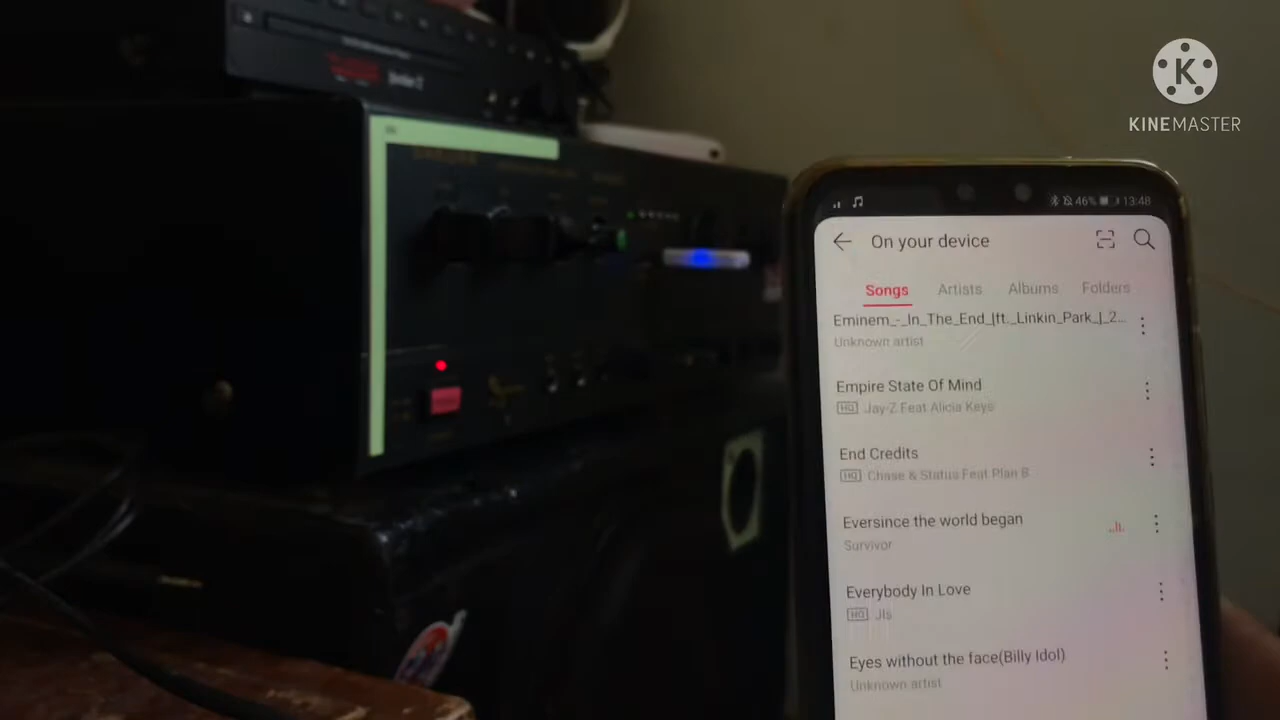 KINEMASTER
46% 13:48
On your device
Songs Artists Albums Folders
Eminem_-_In_The_End_(ft._Linkin_Park_)_2...
Unknown artist
Empire State Of Mind
HQ Jay-Z Feat Alicia Keys
End Credits
HQ Chase & Status Feat Plan B
Eversince the world began
Survivor
Everybody In Love
HQ Jls
Eyes without the face(Billy Idol)
Unknown artist